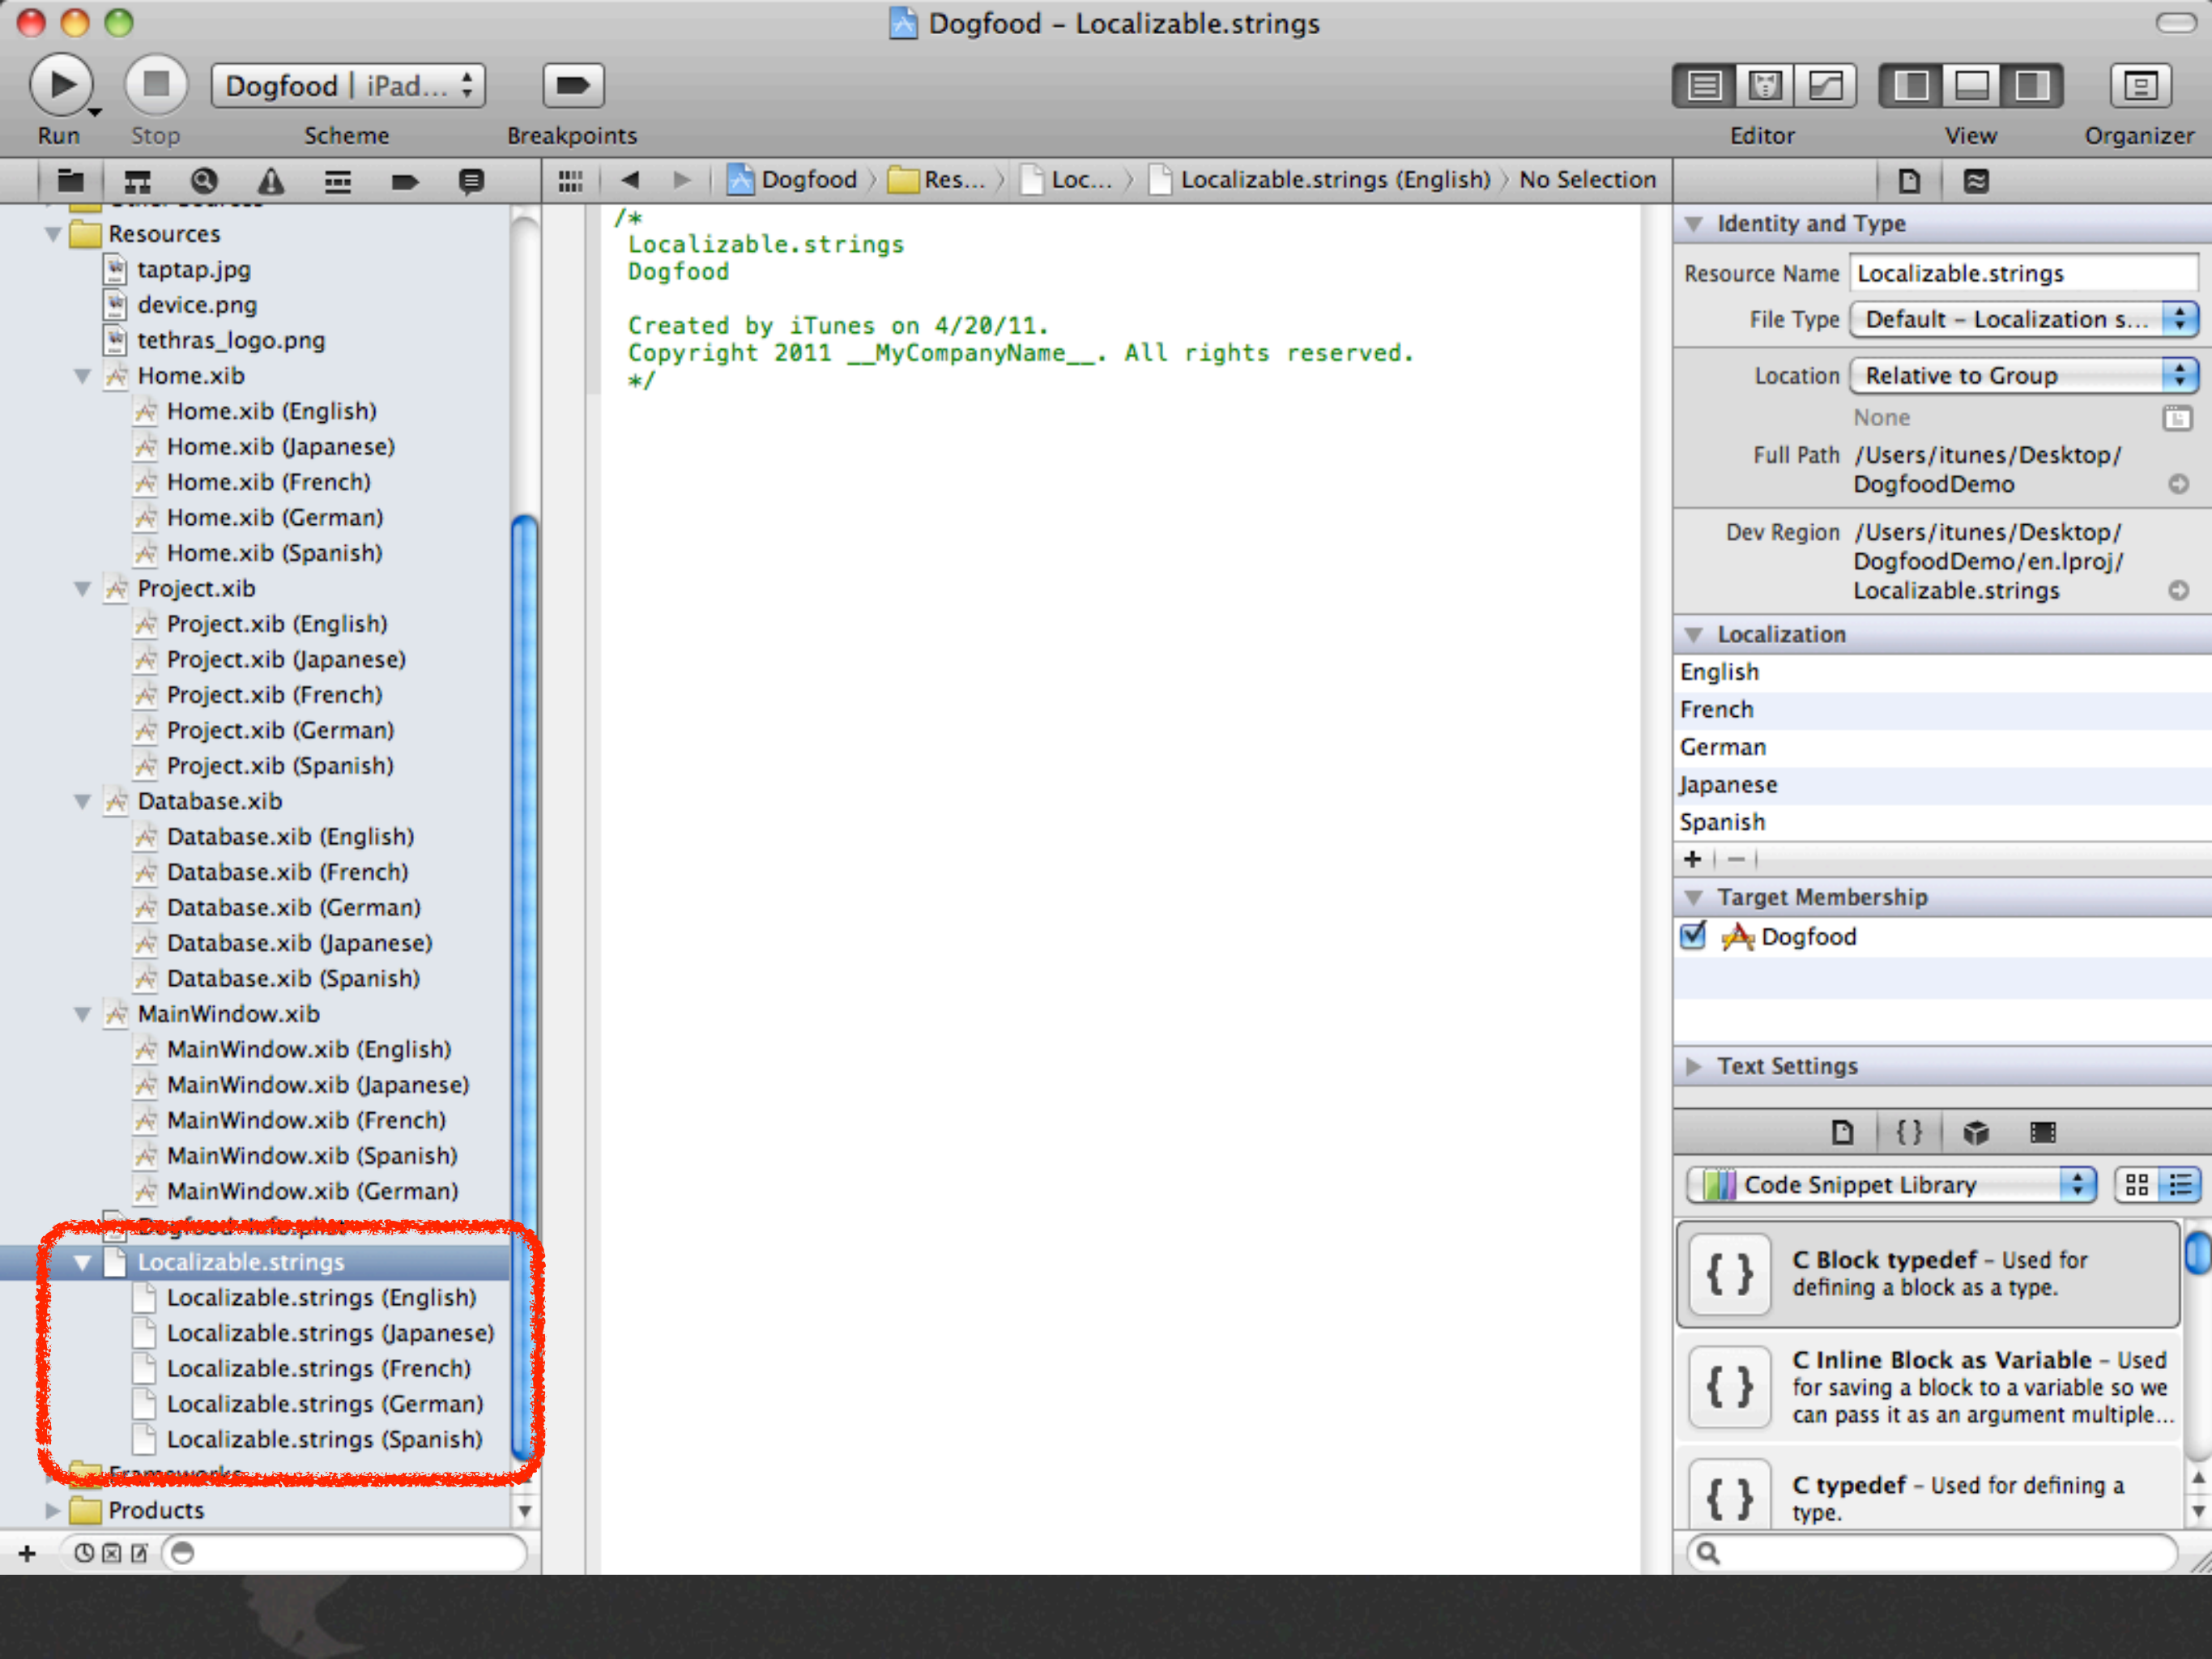 Dogfood – Localizable.strings
Dogfood | iPad...
Run
Stop
Scheme
Breakpoints
Editor
View
Organizer
Dogfood
Res...
Loc...
Localizable.strings (English)
No Selection
Resources
taptap.jpg
device.png
tethras_logo.png
Home.xib
Home.xib (English)
Home.xib (Japanese)
Home.xib (French)
Home.xib (German)
Home.xib (Spanish)
Project.xib
Project.xib (English)
Project.xib (Japanese)
Project.xib (French)
Project.xib (German)
Project.xib (Spanish)
Database.xib
Database.xib (English)
Database.xib (French)
Database.xib (German)
Database.xib (Japanese)
Database.xib (Spanish)
MainWindow.xib
MainWindow.xib (English)
MainWindow.xib (Japanese)
MainWindow.xib (French)
MainWindow.xib (Spanish)
MainWindow.xib (German)
Dogfood-Info.plist
Localizable.strings
Localizable.strings (English)
Localizable.strings (Japanese)
Localizable.strings (French)
Localizable.strings (German)
Localizable.strings (Spanish)
Frameworks
Products
/*
Localizable.strings
Dogfood
Created by iTunes on 4/20/11.
Copyright 2011 __MyCompanyName__. All rights reserved.
*/
Identity and Type
Resource Name Localizable.strings
File Type Default – Localization s...
Location Relative to Group
None
Full Path /Users/itunes/Desktop/
DogfoodDemo
Dev Region /Users/itunes/Desktop/
DogfoodDemo/en.lproj/
Localizable.strings
Localization
English
French
German
Japanese
Spanish
Target Membership
Dogfood
Text Settings
{ }
Code Snippet Library
{ }
C Block typedef – Used for
defining a block as a type.
{ }
C Inline Block as Variable – Used
for saving a block to a variable so we
can pass it as an argument multiple...
{ }
C typedef – Used for defining a
type.